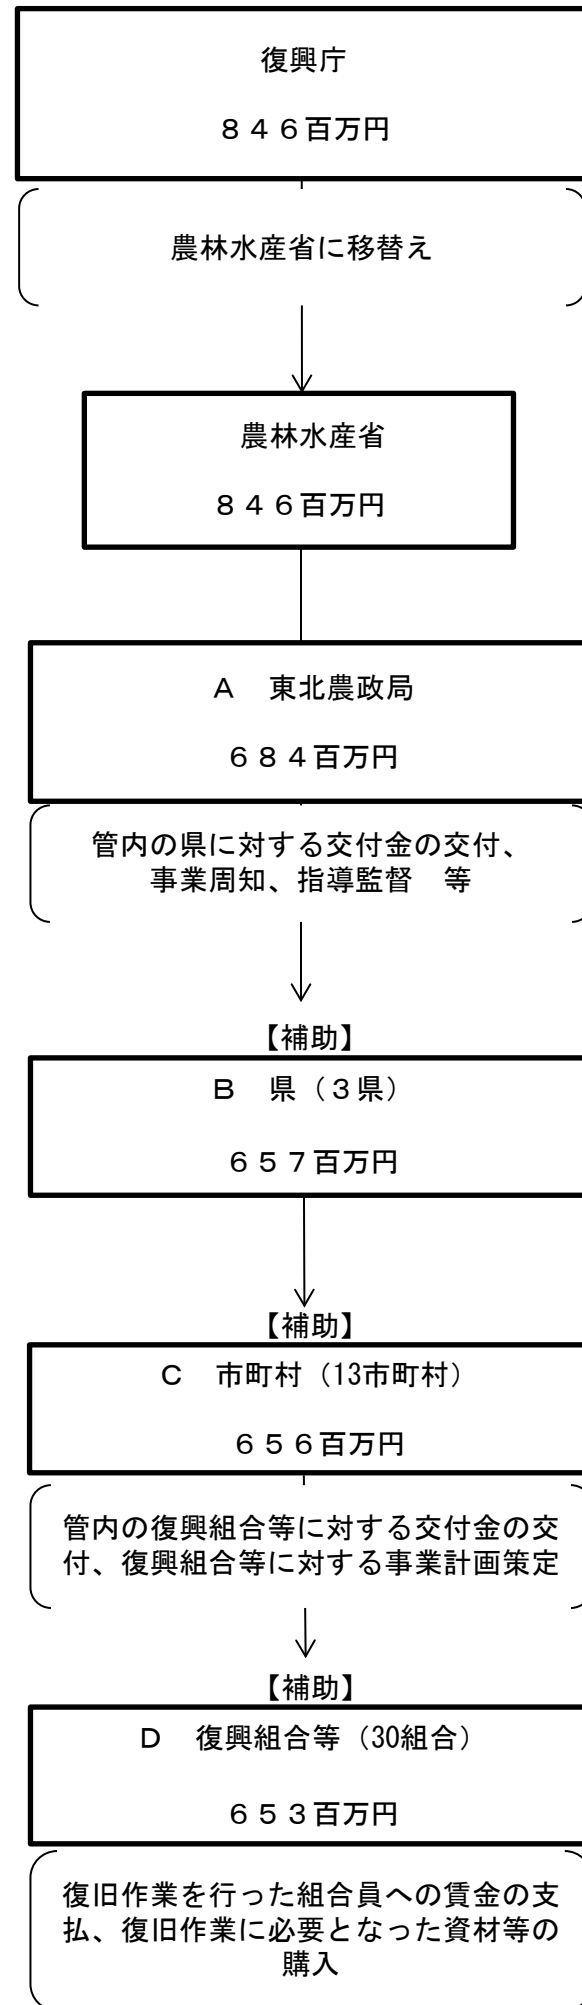 復興庁
８４６百万円
農林水産省に移替え
農林水産省
８４６百万円
Ａ　東北農政局
６８４百万円
管内の県に対する交付金の交付、
事業周知、指導監督　等
【補助】
Ｂ　県（３県）
６５７百万円
【補助】
Ｃ　市町村（13市町村）
６５６百万円
管内の復興組合等に対する交付金の交
付、復興組合等に対する事業計画策定
【補助】
Ｄ　復興組合等（30組合）
６５３百万円
復旧作業を行った組合員への賃金の支
払、復旧作業に必要となった資材等の
購入